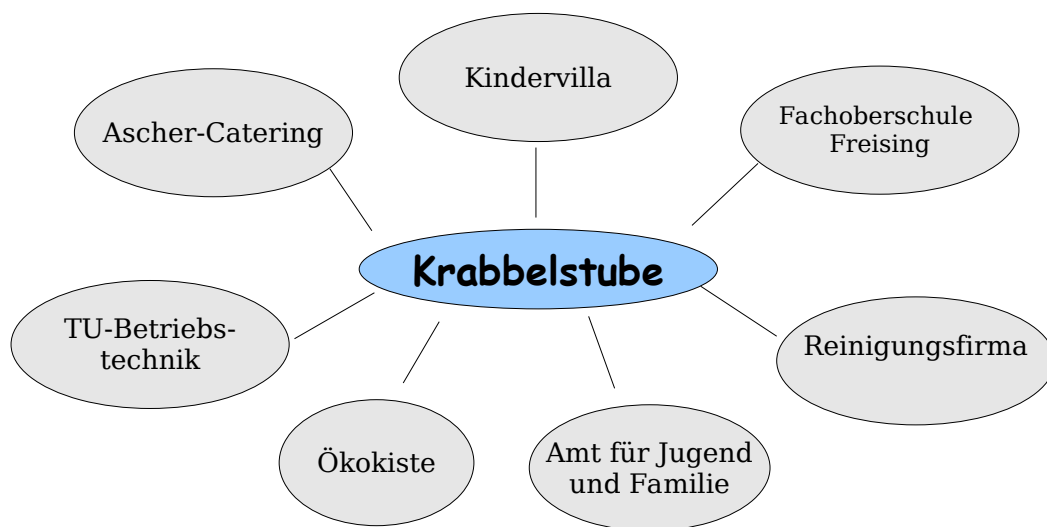 Kindervilla
Ascher-Catering
Fachoberschule
Freising
Krabbelstube
TU-Betriebs-
technik
Reinigungsfirma
Ökokiste
Amt für Jugend
und Familie